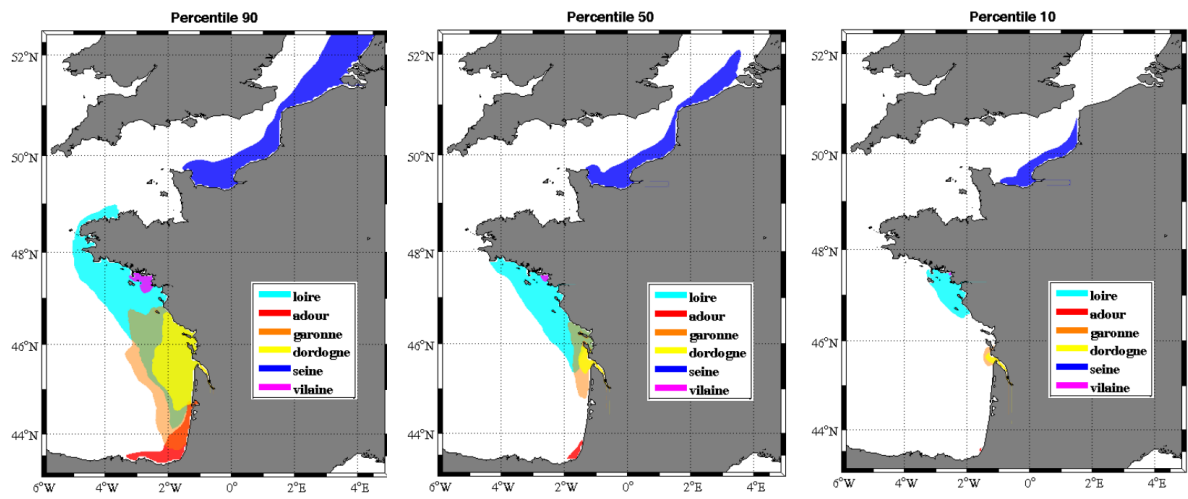 Percentile 90
52°N
50°N
48°N
46°N
44°N
6°W 4°W 2°W 0° 2°E 4°E
loire
adour
garonne
dordogne
seine
vilaine
Percentile 50
52°N
50°N
48°N
46°N
44°N
6°W 4°W 2°W 0° 2°E 4°E
loire
adour
garonne
dordogne
seine
vilaine
Percentile 10
52°N
50°N
48°N
46°N
44°N
6°W 4°W 2°W 0° 2°E 4°E
loire
adour
garonne
dordogne
seine
vilaine